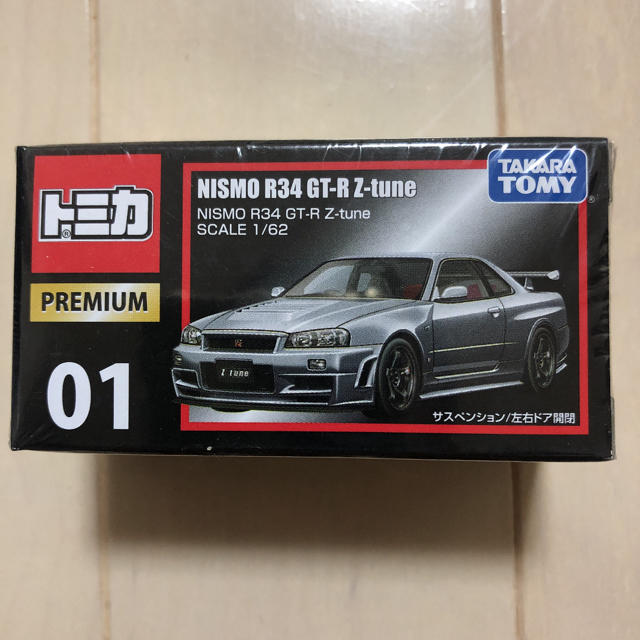 トミカ
®
PREMIUM
01
NISMO R34 GT-R Z-tune
NISMO R34 GT-R Z-tune
SCALE 1/62
TAKARA
TOMY
®
Z tune
サスペンション/左右ドア開閉